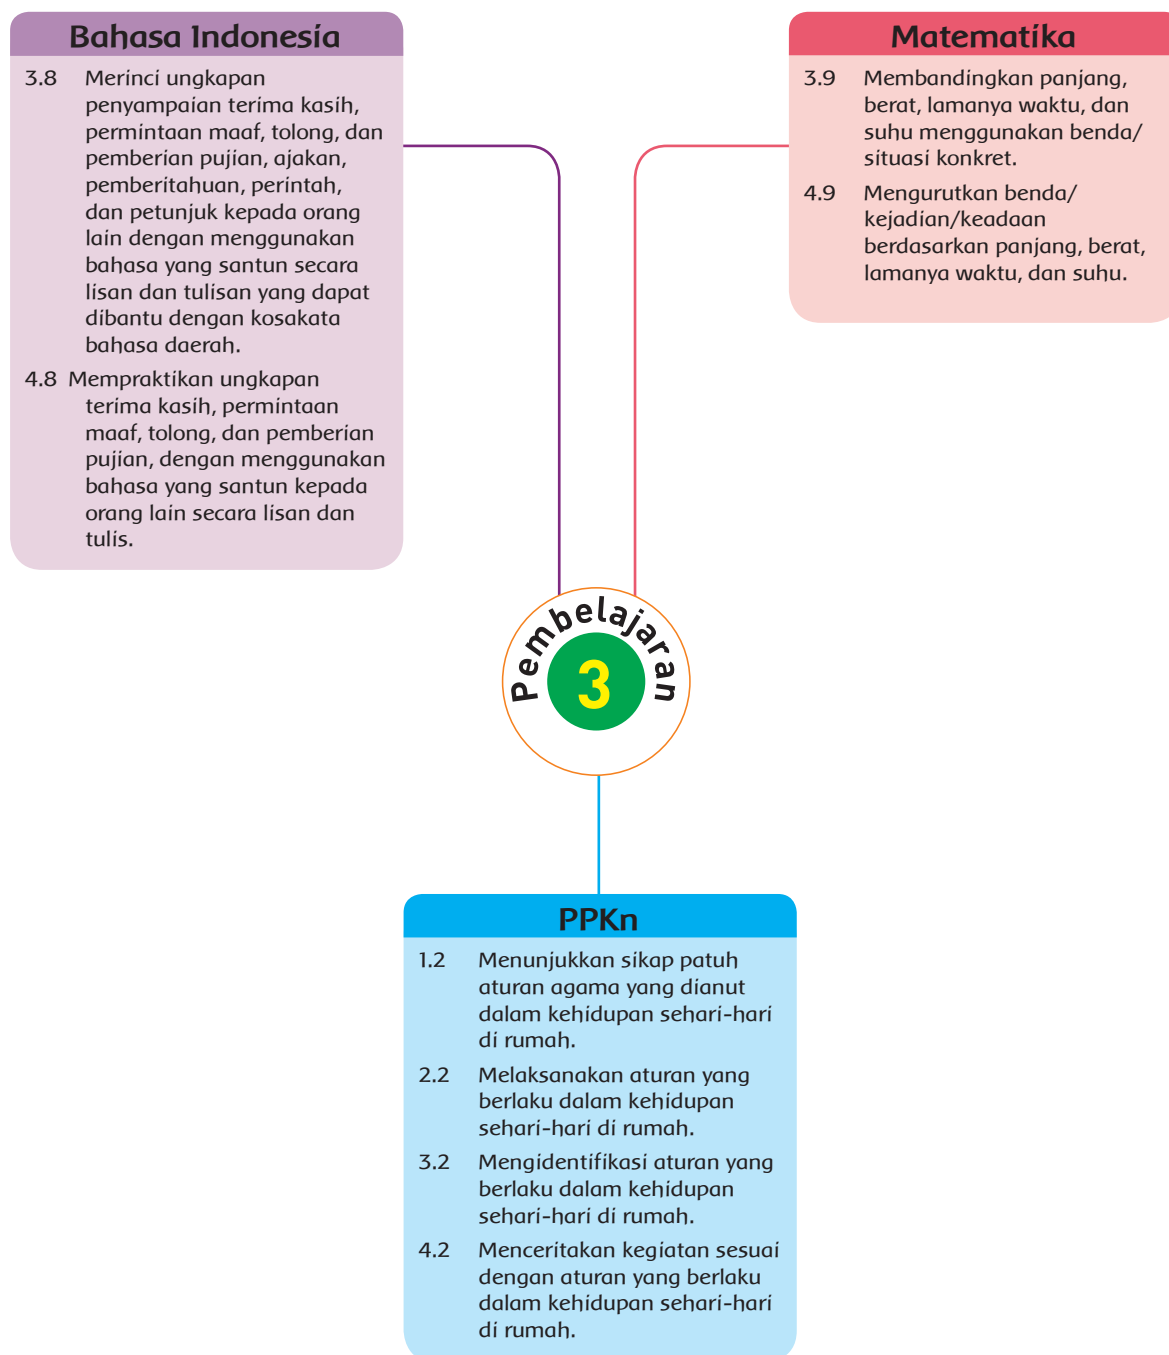 Bahasa Indonesia
3.8 Merinci ungkapan
penyampaian terima kasih,
permintaan maaf, tolong, dan
pemberian pujian, ajakan,
pemberitahuan, perintah,
dan petunjuk kepada orang
lain dengan menggunakan
bahasa yang santun secara
lisan dan tulisan yang dapat
dibantu dengan kosakata
bahasa daerah.
4.8 Mempraktikan ungkapan
terima kasih, permintaan
maaf, tolong, dan pemberian
pujian, dengan menggunakan
bahasa yang santun kepada
orang lain secara lisan dan
tulis.
Matematika
3.9 Membandingkan panjang,
berat, lamanya waktu, dan
suhu menggunakan benda/
situasi konkret.
4.9 Mengurutkan benda/
kejadian/keadaan
berdasarkan panjang, berat,
lamanya waktu, dan suhu.
Pembelajaran
3
PPKn
1.2 Menunjukkan sikap patuh
aturan agama yang dianut
dalam kehidupan sehari-hari
di rumah.
2.2 Melaksanakan aturan yang
berlaku dalam kehidupan
sehari-hari di rumah.
3.2 Mengidentifikasi aturan yang
berlaku dalam kehidupan
sehari-hari di rumah.
4.2 Menceritakan kegiatan sesuai
dengan aturan yang berlaku
dalam kehidupan sehari-hari
di rumah.